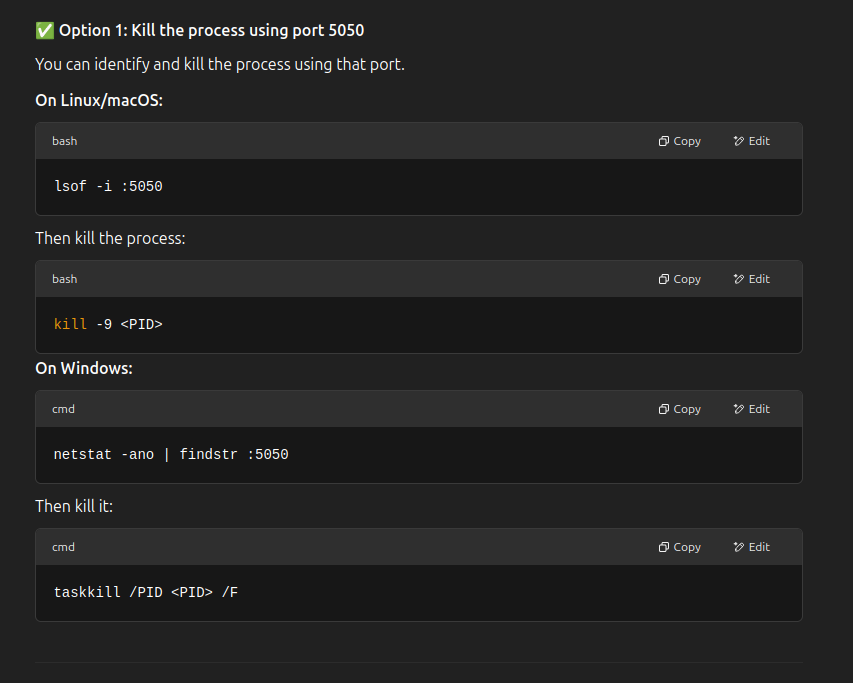 ✅ Option 1: Kill the process using port 5050
You can identify and kill the process using that port.
On Linux/macOS:
bash Copy Edit
lsof -i :5050
Then kill the process:
bash Copy Edit
kill -9 <PID>
On Windows:
cmd Copy Edit
netstat -ano | findstr :5050
Then kill it:
cmd Copy Edit
taskkill /PID <PID> /F